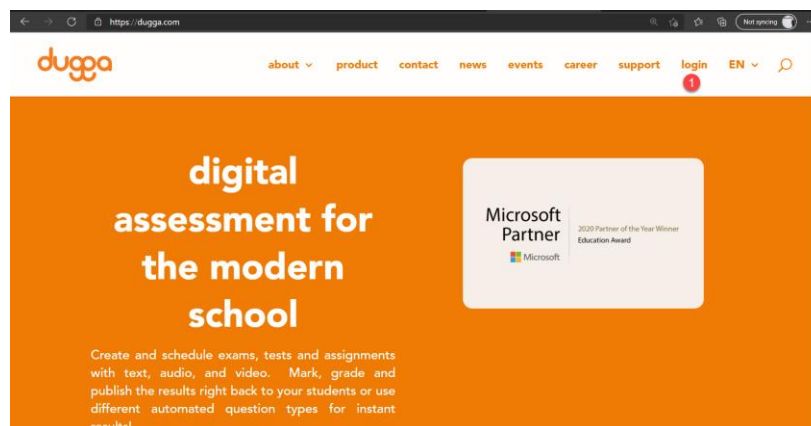 https://dugga.com
Not syncing
dugga
about product contact news events career support login EN
1
digital
assessment for
the modern
school
Microsoft
Partner
Microsoft
2020 Partner of the Year Winner
Education Award
Create and schedule exams, tests and assignments
with text, audio, and video. Mark, grade and
publish the results right back to your students or use
different automated question types for instant
results!